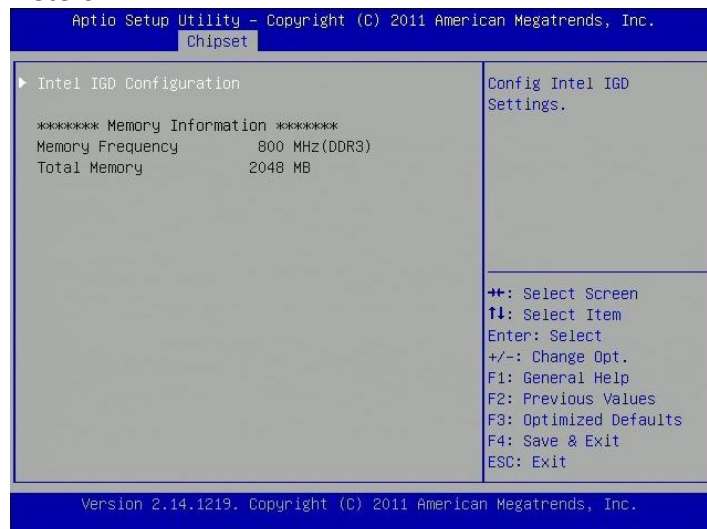 Aptio Setup Utility – Copyright (C) 2011 American Megatrends, Inc.
Chipset
▶ Intel IGD Configuration
******* Memory Information *******
Memory Frequency 800 MHz(DDR3)
Total Memory 2048 MB
Config Intel IGD
Settings.
→←: Select Screen
↑↓: Select Item
Enter: Select
+/-: Change Opt.
F1: General Help
F2: Previous Values
F3: Optimized Defaults
F4: Save & Exit
ESC: Exit
Version 2.14.1219. Copyright (C) 2011 American Megatrends, Inc.